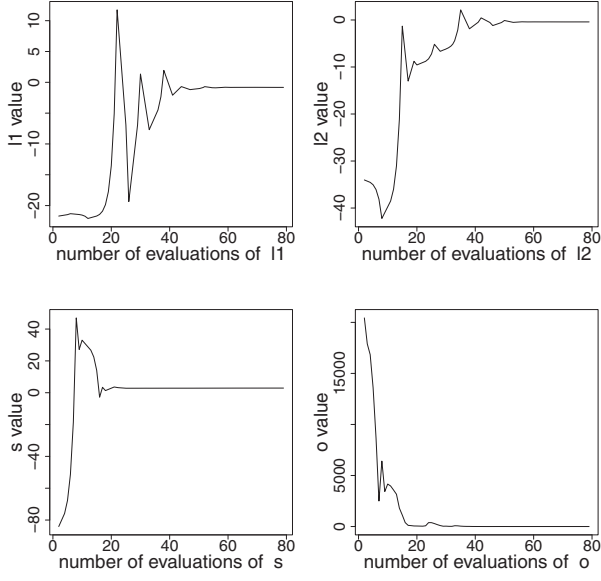 l1 value
10
5
0
−10
−20
0 20 40 60 80
number of evaluations of l1
l2 value
0
−10
−20
−30
−40
0 20 40 60 80
number of evaluations of l2
s value
40
20
0
−40
−80
0 20 40 60 80
number of evaluations of s
o value
15000
5000
0
0 20 40 60 80
number of evaluations of o